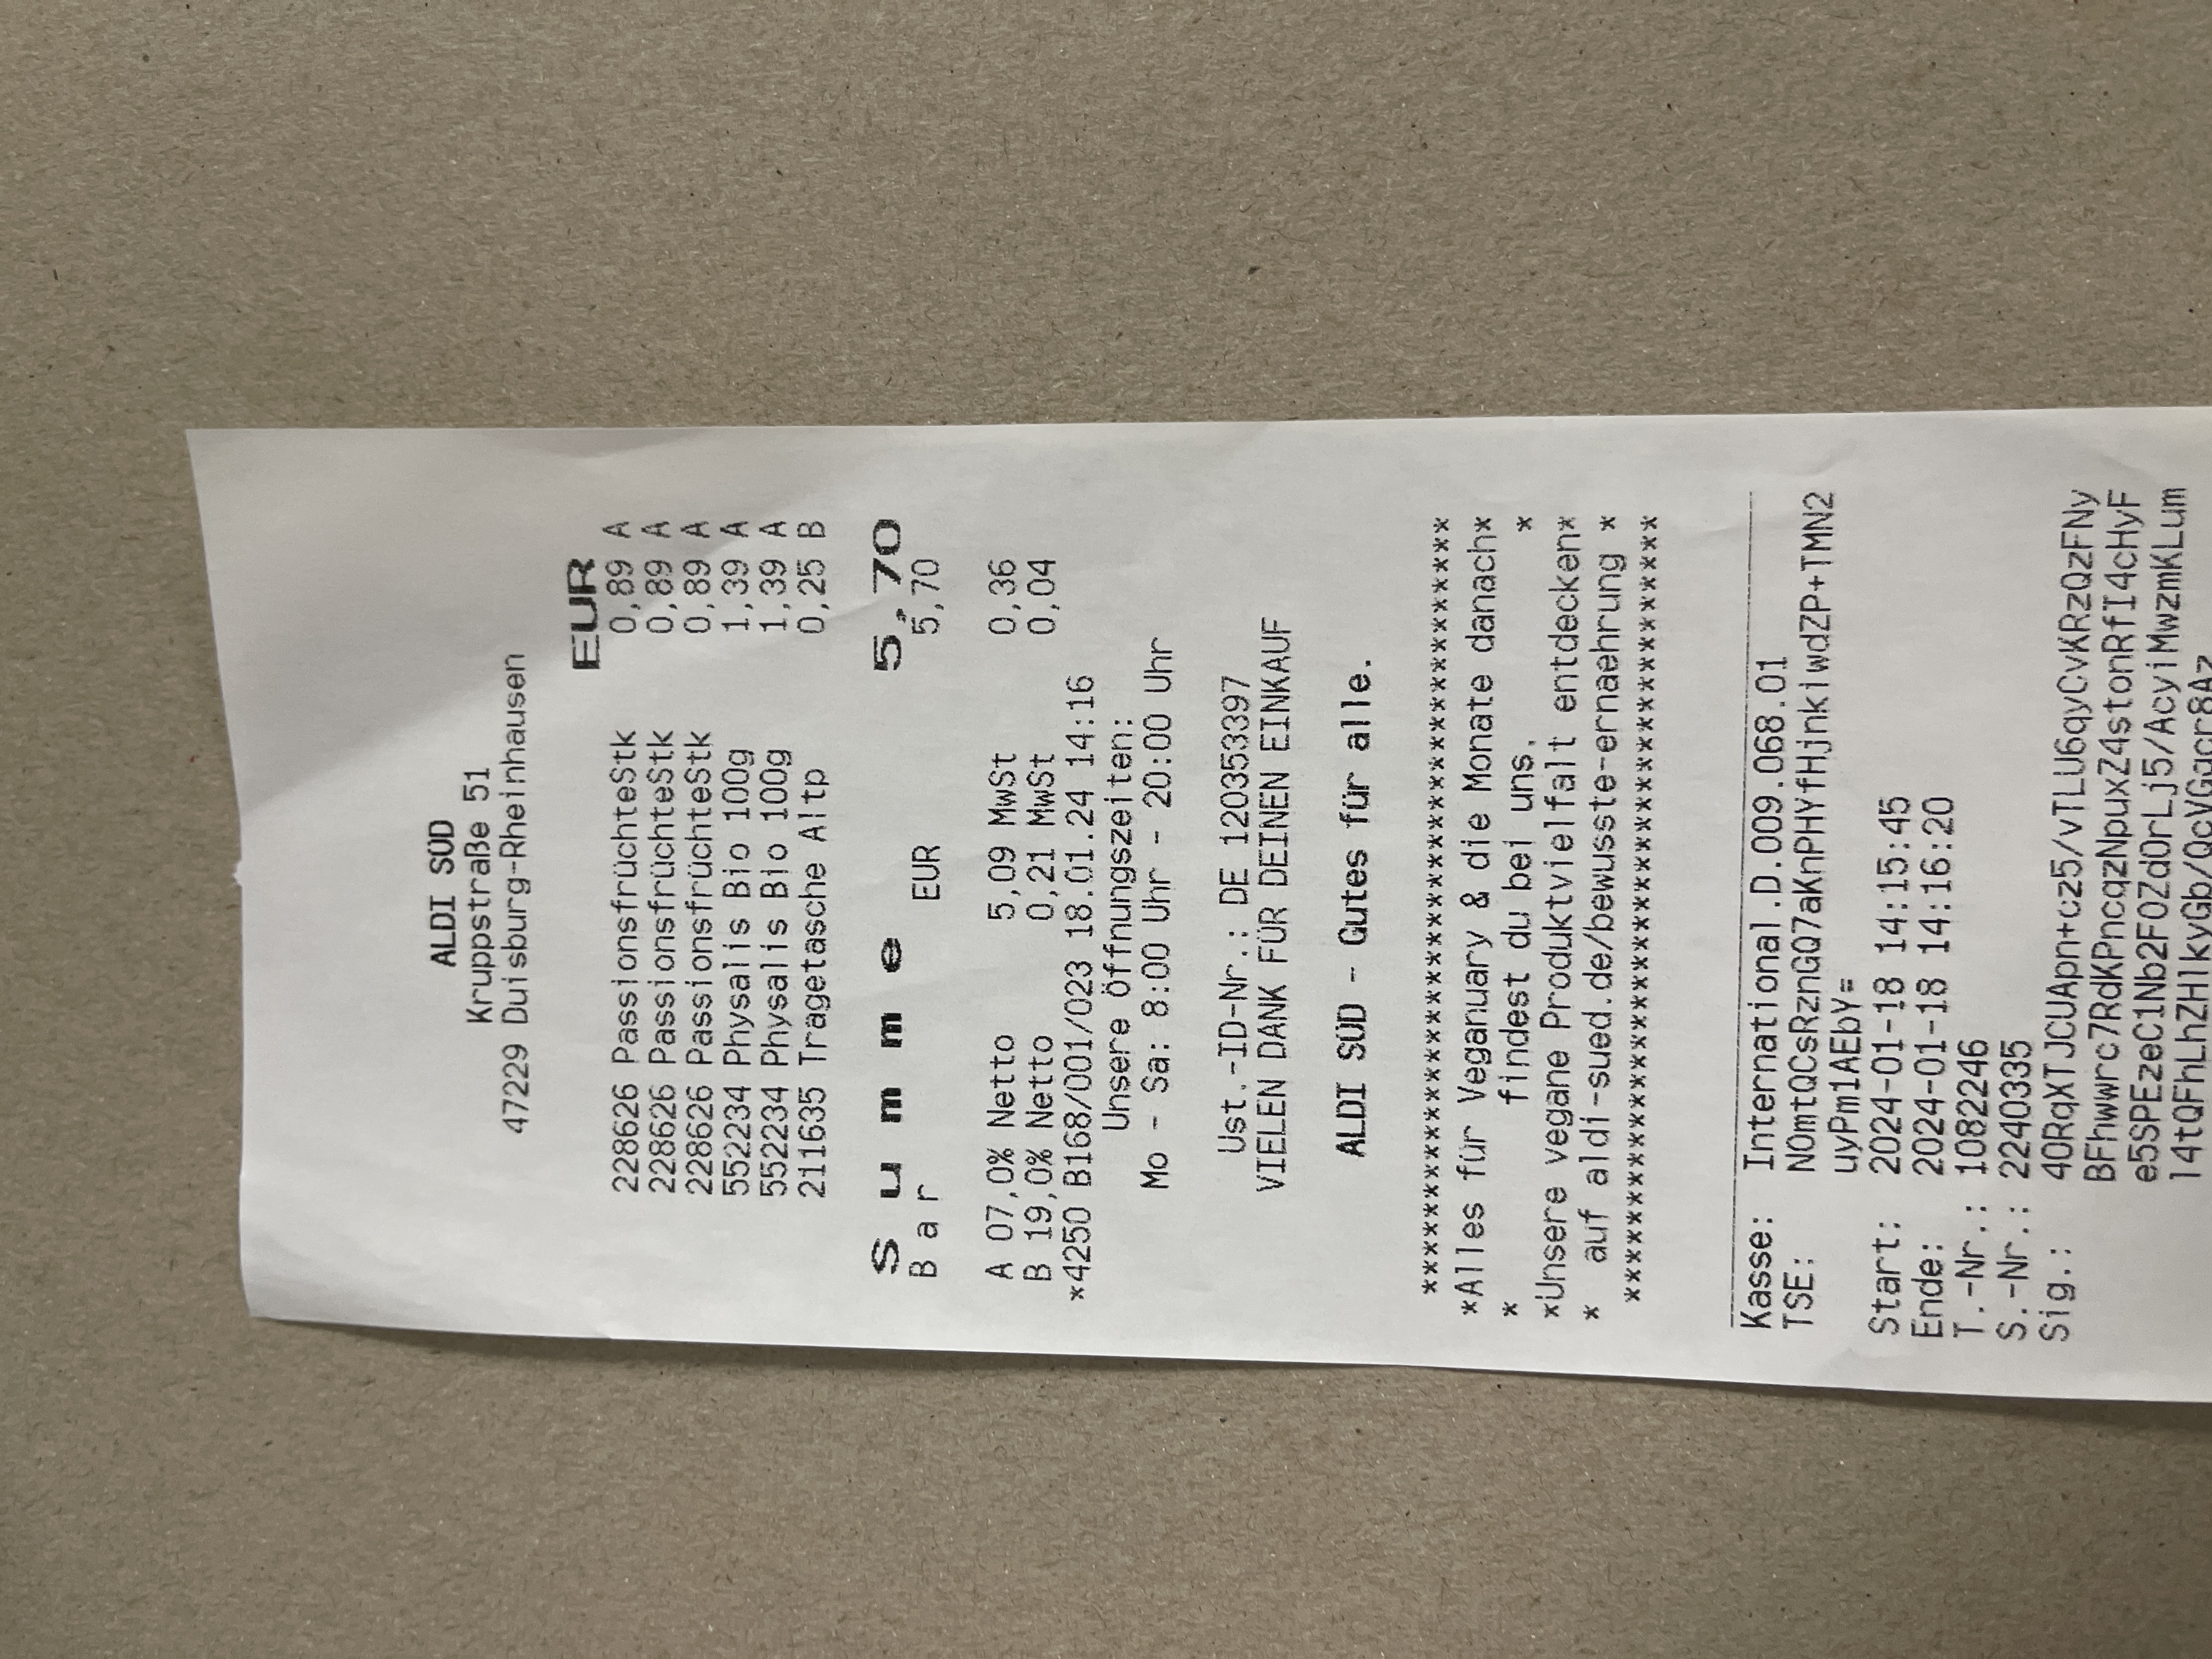 ALDI SÜD
Kruppstraße 51
47229 Duisburg-Rheinhausen
EUR
228626 PassionsfrüchteStk 0,89 A
228626 PassionsfrüchteStk 0,89 A
228626 PassionsfrüchteStk 0,89 A
552234 Physalis Bio 100g 1,39 A
552234 Physalis Bio 100g 1,39 A
211635 Tragetasche Altp 0,25 B
S u m m e 5,70
B a r EUR 5,70
A 07,0% Netto 5,09 MwSt 0,36
B 19,0% Netto 0,21 MwSt 0,04
*4250 B168/001/023 18.01.24 14:16
Unsere Öffnungszeiten:
Mo - Sa: 8:00 Uhr - 20:00 Uhr
Ust.-ID-Nr.: DE 120353397
VIELEN DANK FÜR DEINEN EINKAUF
ALDI SÜD - Gutes für alle.
*****************************************
*Alles für Veganuary & die Monate danach*
* findest du bei uns. *
*Unsere vegane Produktvielfalt entdecken*
* auf aldi-sued.de/bewusste-ernaehrung *
*****************************************
Kasse: International.D.009.068.01
TSE: NOmtQCsRznGQ7aKnPHYfHjnkiwdZP+TMN2
uyPm1AEbY=
Start: 2024-01-18 14:15:45
Ende: 2024-01-18 14:16:20
T.-Nr.: 1082246
S.-Nr.: 2240335
Sig.: 40RqXTJCUApn+cz5/vTLU6qyCvKRzQzFNy
BFhwwrc7RdKPncqzNpuxZ4stonRfI4cHyF
e5SPEzeC1Nb2F0ZdOrLj5/AcyiMwzmKLum